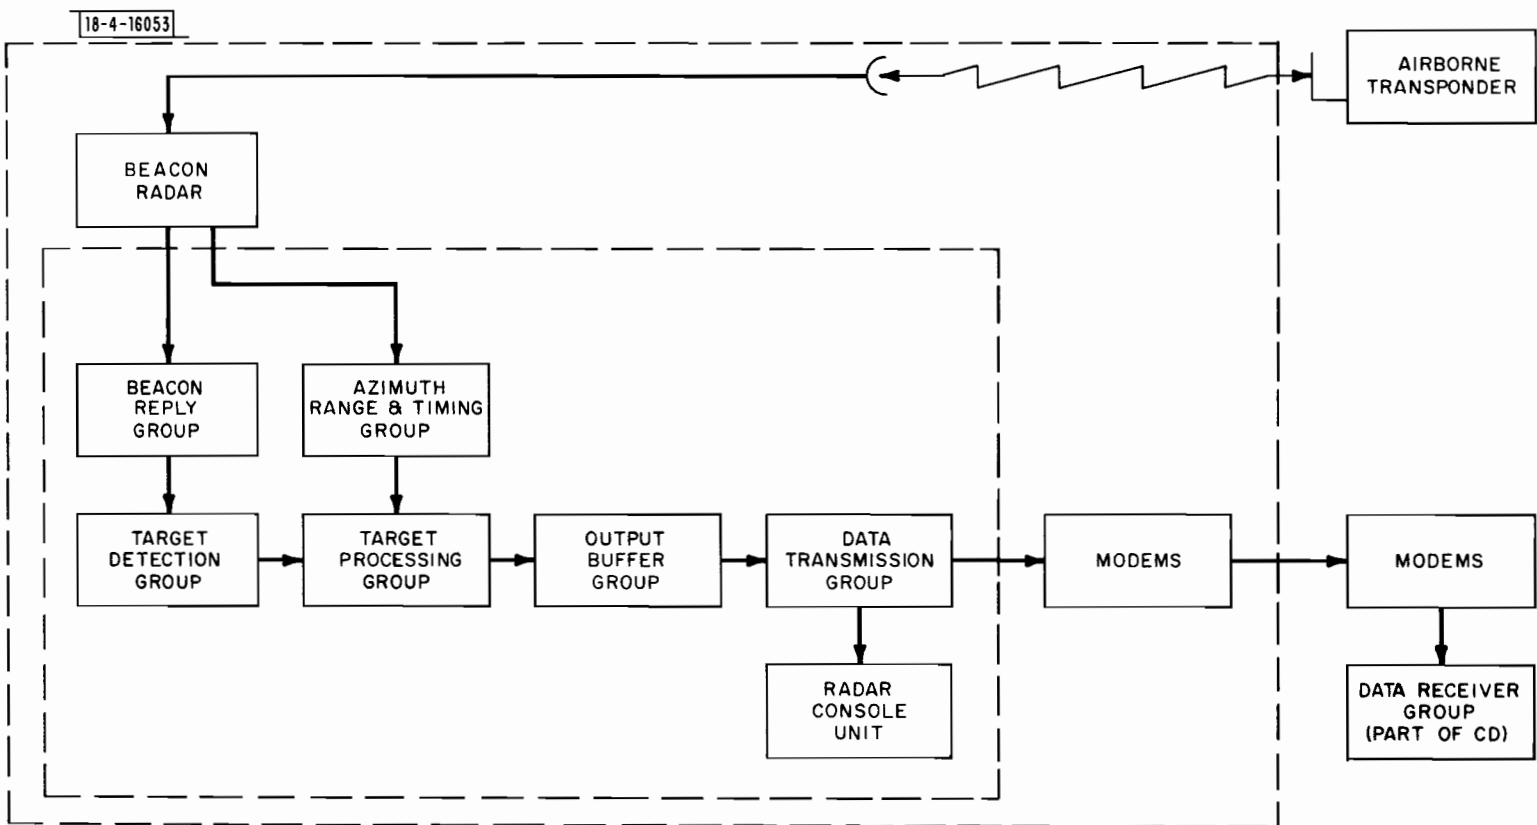 18-4-16053
AIRBORNE
TRANSPONDER
BEACON
RADAR
BEACON
REPLY
GROUP
AZIMUTH
RANGE & TIMING
GROUP
TARGET
DETECTION
GROUP
TARGET
PROCESSING
GROUP
OUTPUT
BUFFER
GROUP
DATA
TRANSMISSION
GROUP
MODEMS
MODEMS
RADAR
CONSOLE
UNIT
DATA RECEIVER
GROUP
(PART OF CD)